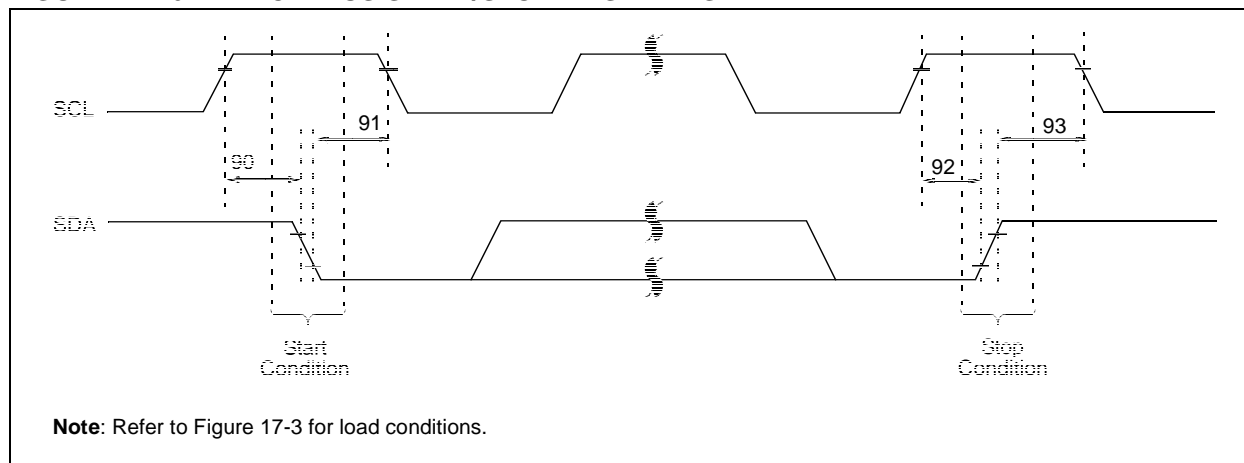 SCL
91
93
90
92
SDA
Start
Condition
Stop
Condition
Note: Refer to Figure 17-3 for load conditions.